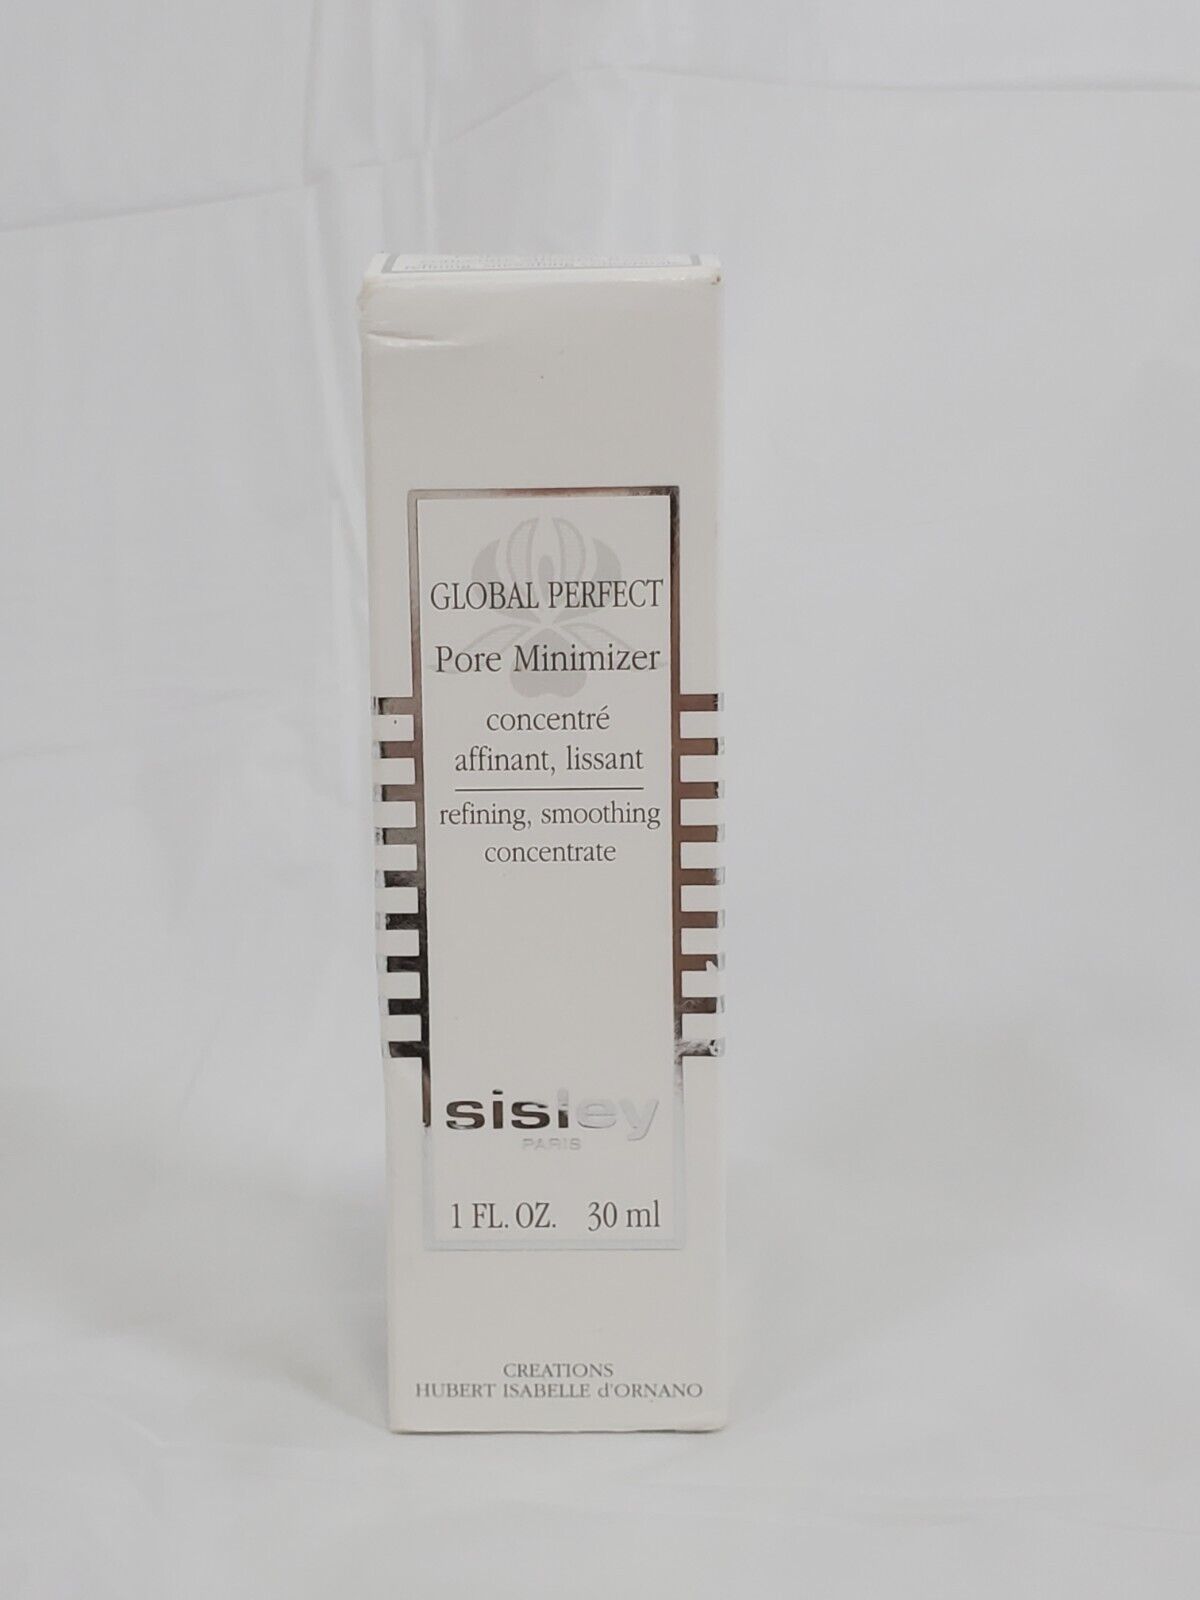 GLOBAL PERFECT
Pore Minimizer
concentré
affinant, lissant
refining, smoothing
concentrate
sisley
PARIS
1 FL. OZ. 30 ml
CREATIONS
HUBERT ISABELLE d'ORNANO